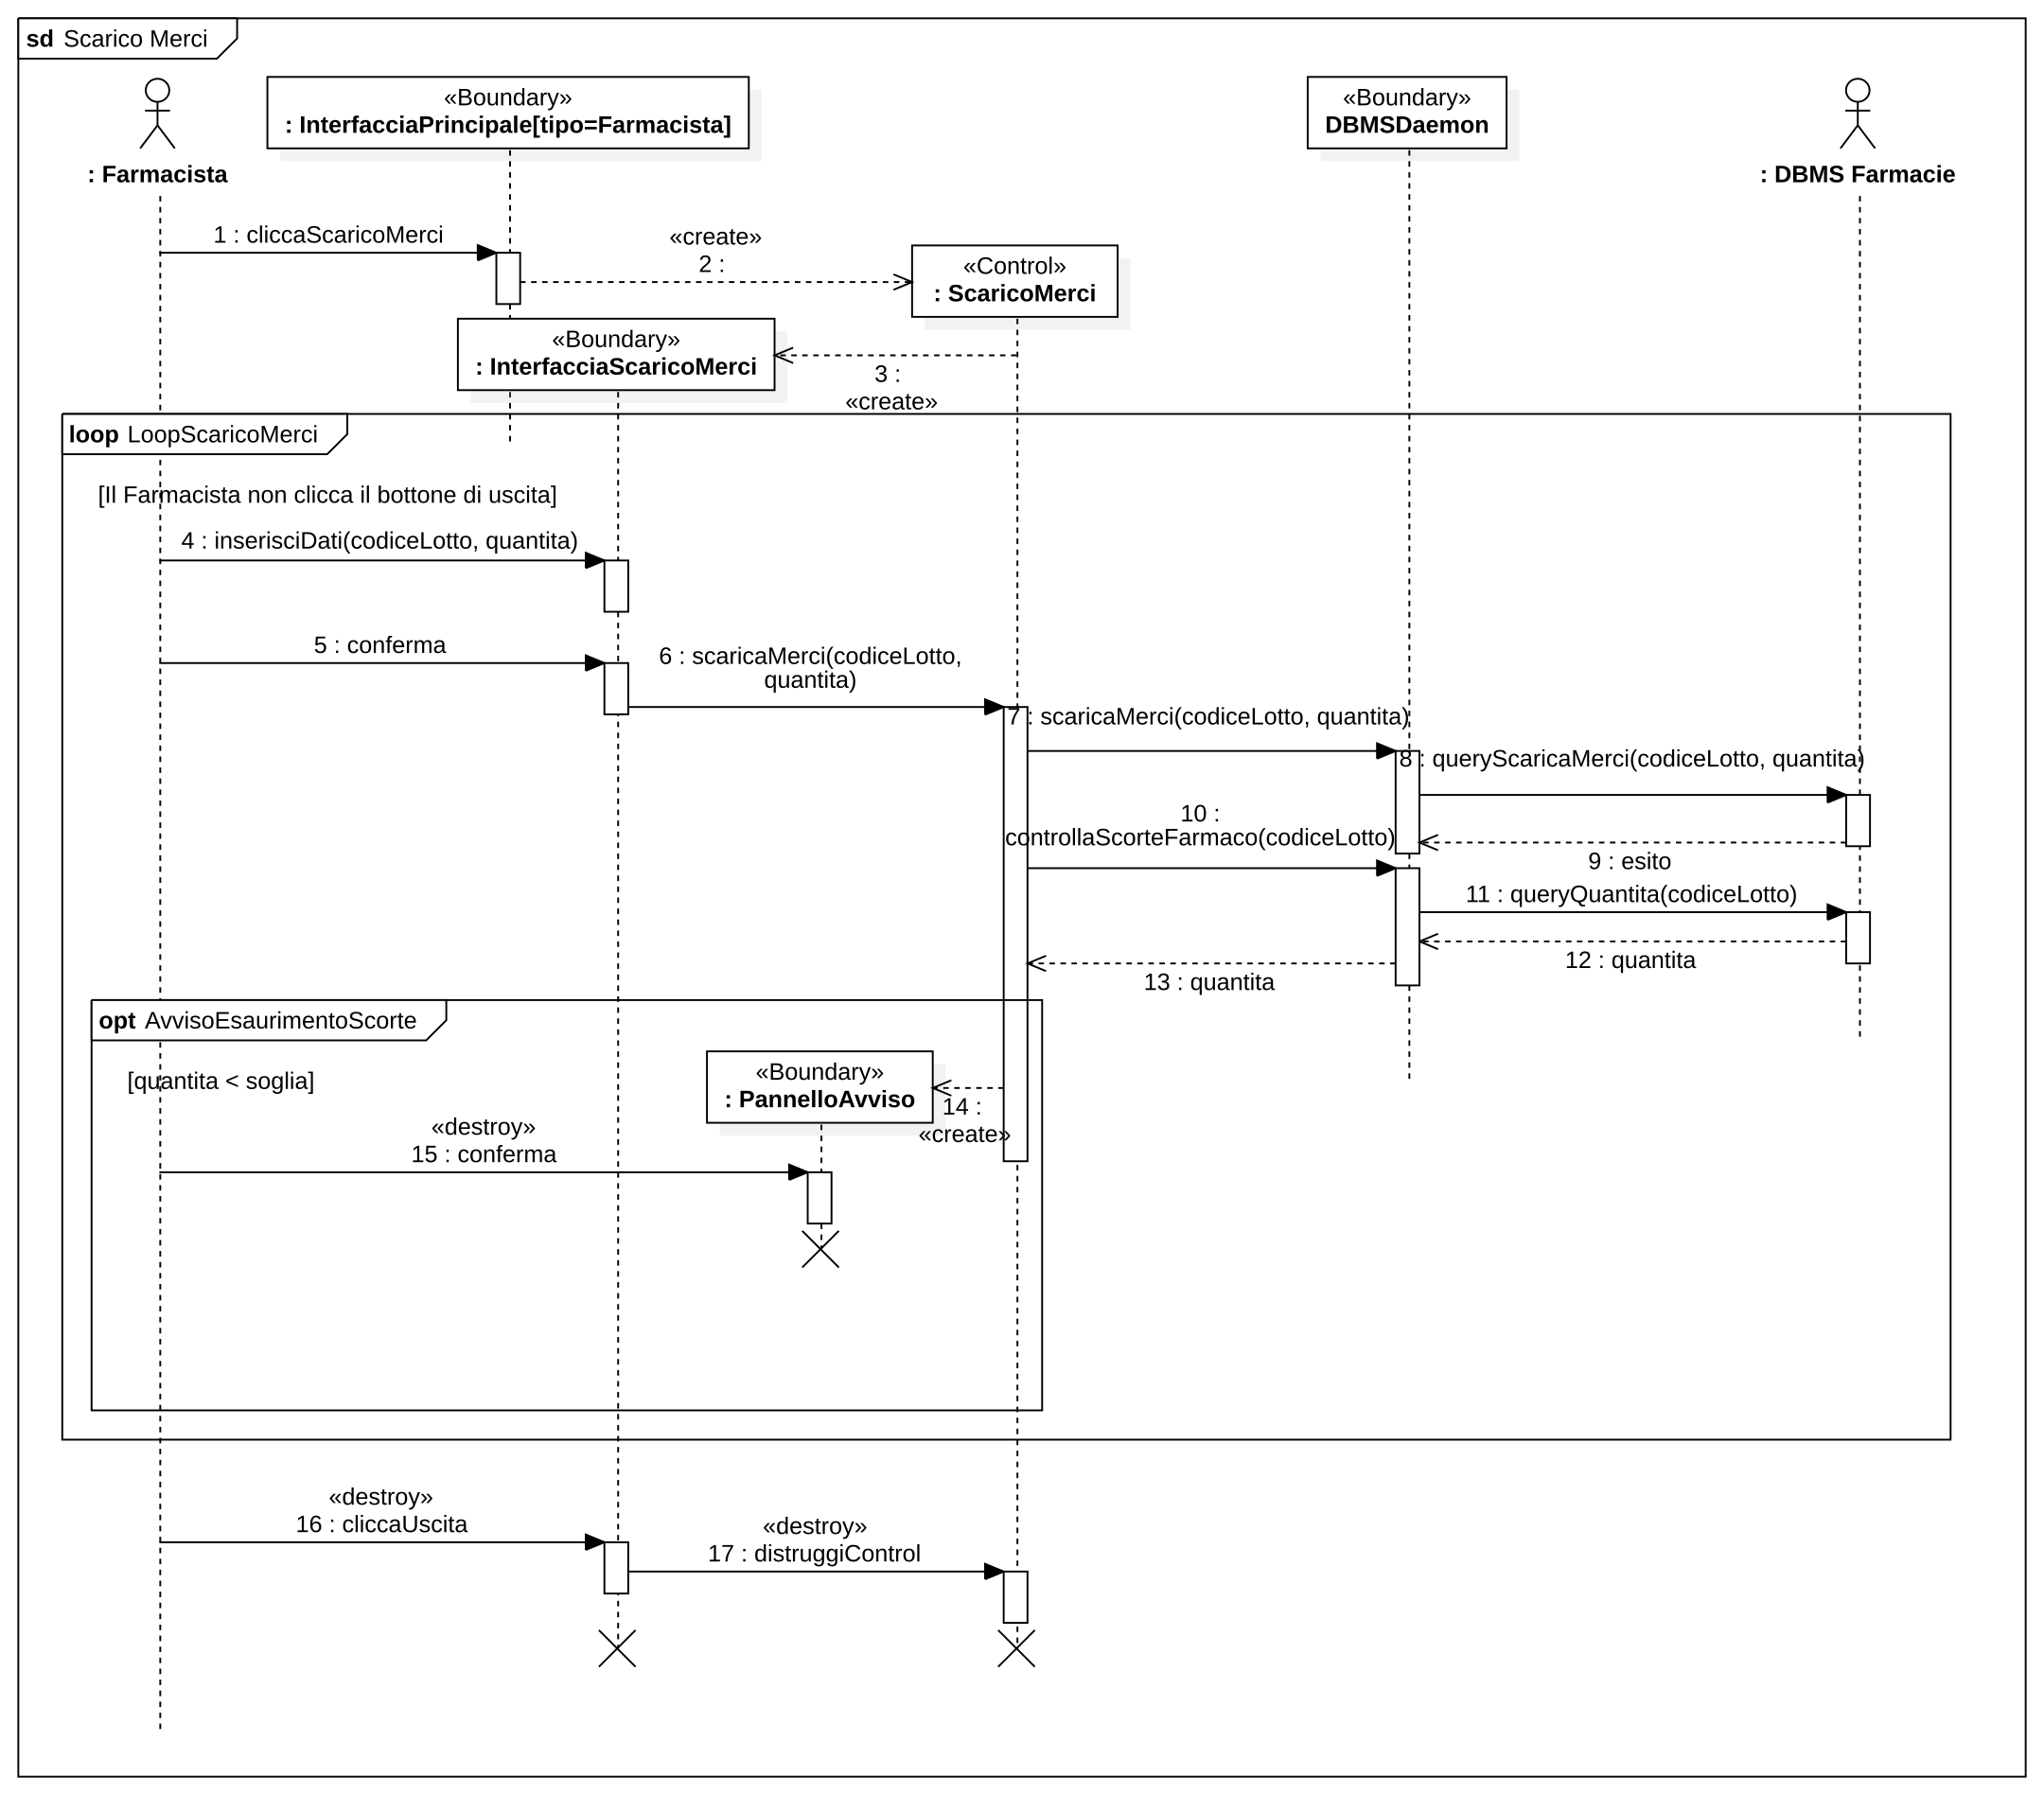 sd Scarico Merci
«Boundary»
: InterfacciaPrincipale[tipo=Farmacista]
«Boundary»
DBMSDaemon
: Farmacista
: DBMS Farmacie
1 : cliccaScaricoMerci
«create»
2 :
«Control»
: ScaricoMerci
«Boundary»
: InterfacciaScaricoMerci
3 :
«create»
loop LoopScaricoMerci
[Il Farmacista non clicca il bottone di uscita]
4 : inserisciDati(codiceLotto, quantita)
5 : conferma
6 : scaricaMerci(codiceLotto,
quantita)
7 : scaricaMerci(codiceLotto, quantita)
8 : queryScaricaMerci(codiceLotto, quantita)
10 :
controllaScorteFarmaco(codiceLotto)
9 : esito
11 : queryQuantita(codiceLotto)
12 : quantita
13 : quantita
opt AvvisoEsaurimentoScorte
[quantita < soglia]
«Boundary»
: PannelloAvviso
14 :
«create»
«destroy»
15 : conferma
«destroy»
16 : cliccaUscita
«destroy»
17 : distruggiControl